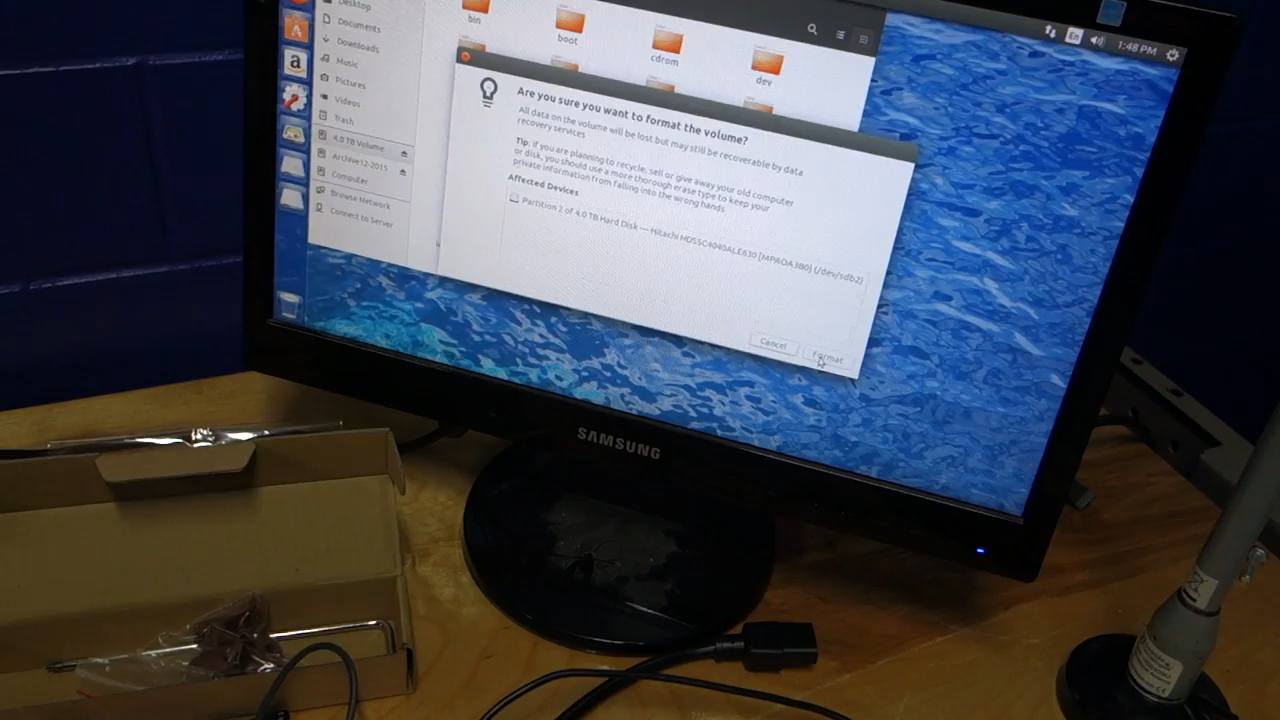 En
1:48 PM
Desktop
Documents
Downloads
Music
Pictures
Videos
Trash
4.0 TB Volume
Archive12-2015
Computer
Browse Network
Connect to Server
bin
boot
cdrom
dev
Are you sure you want to format the volume?
All data on the volume will be lost but may still be recoverable by data
recovery services
Tip: If you are planning to recycle, sell or give away your old computer
or disk, you should use a more thorough erase type to keep your
private information from falling into the wrong hands
Affected Devices
Partition 2 of 4.0 TB Hard Disk — Hitachi HDS5C4040ALE630 [MPAOA3B0] (/dev/sdb2)
Cancel
Format
SAMSUNG